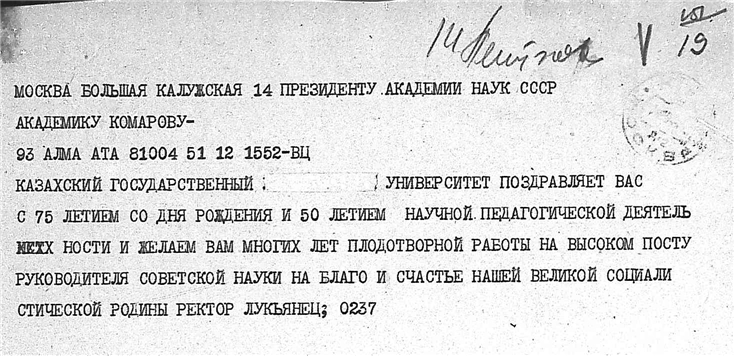 19
МОСКВА БОЛЬШАЯ КАЛУЖСКАЯ 14 ПРЕЗИДЕНТУ АКАДЕМИИ НАУК СССР
АКАДЕМИКУ КОМАРОВУ-
93 АЛМА АТА 81004 51 12 1552-ВЦ
КАЗАХСКИЙ ГОСУДАРСТВЕННЫЙ УНИВЕРСИТЕТ ПОЗДРАВЛЯЕТ ВАС
С 75 ЛЕТИЕМ СО ДНЯ РОЖДЕНИЯ И 50 ЛЕТИЕМ НАУЧНОЙ ПЕДАГОГИЧЕСКОЙ ДЕЯТЕЛЬ
НОСТИ И ЖЕЛАЕМ ВАМ МНОГИХ ЛЕТ ПЛОДОТВОРНОЙ РАБОТЫ НА ВЫСОКОМ ПОСТУ
РУКОВОДИТЕЛЯ СОВЕТСКОЙ НАУКИ НА БЛАГО И СЧАСТЬЕ НАШЕЙ ВЕЛИКОЙ СОЦИАЛИ
СТИЧЕСКОЙ РОДИНЫ РЕКТОР ЛУКЬЯНЕЦ; 0237